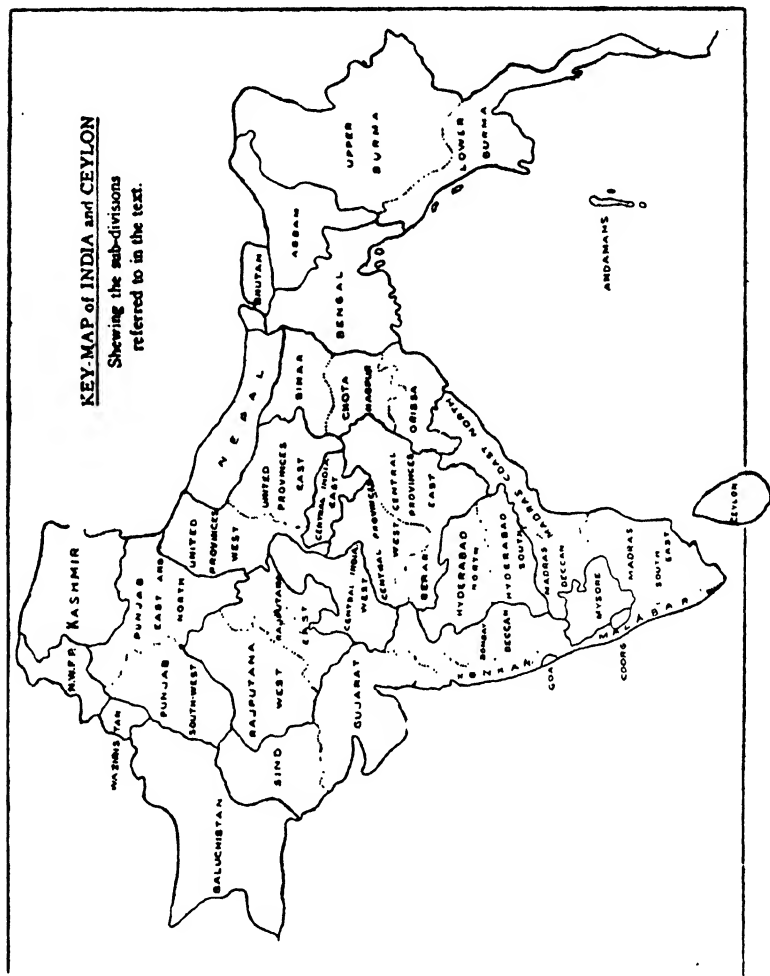 KEY-MAP of INDIA and CEYLON
Shewing the sub-divisions
referred to in the text.
KASHMIR
N.W.F.P.
WAZIRISTAN
PUNJAB
EAST AND
NORTH
PUNJAB
SOUTH-WEST
BALUCHISTAN
SIND
RAJPUTANA
WEST
RAJPUTANA
EAST
GUJARAT
UNITED
PROVINCES
WEST
UNITED
PROVINCES
EAST
NEPAL
BHUTAN
ASSAM
UPPER
BURMA
LOWER
BURMA
BENGAL
BIHAR
CHOTA
NAGPUR
ORISSA
CENTRAL INDIA
EAST
CENTRAL INDIA
WEST
CENTRAL PROVINCES
WEST
CENTRAL
PROVINCES
EAST
BERAR
HYDERABAD
NORTH
HYDERABAD
SOUTH
BOMBAY
DECCAN
KONKAN
GOA
MADRAS COAST NORTH
MADRAS
DECCAN
MYSORE
COORG
MALABAR
MADRAS
SOUTH
EAST
CEYLON
ANDAMANS